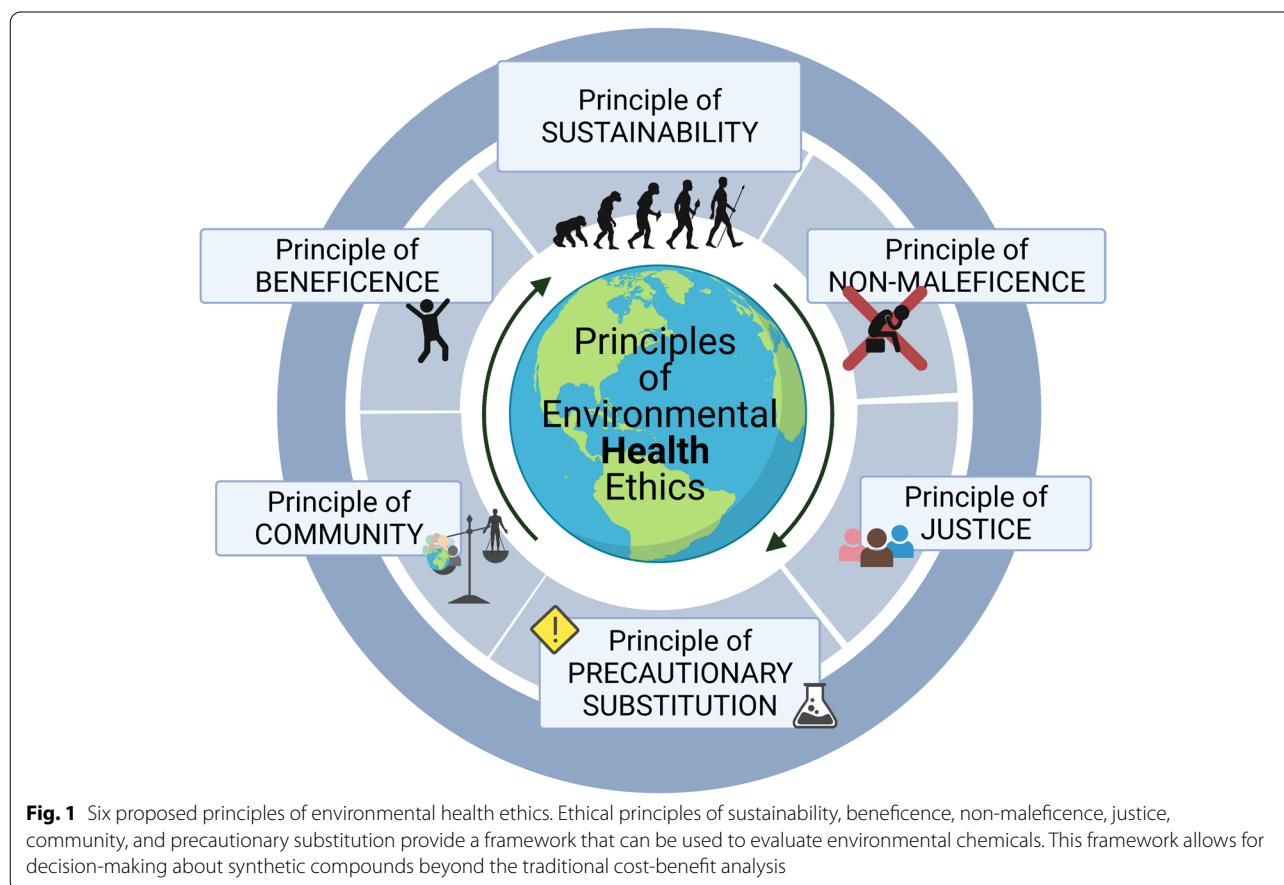 Principle of
SUSTAINABILITY
Principle of
BENEFICENCE
Principle of
NON-MALEFICENCE
Principles
of
Environmental
Health
Ethics
Principle of
COMMUNITY
Principle of
JUSTICE
!
Principle of
PRECAUTIONARY
SUBSTITUTION
Fig. 1 Six proposed principles of environmental health ethics. Ethical principles of sustainability, beneficence, non-maleficence, justice,
community, and precautionary substitution provide a framework that can be used to evaluate environmental chemicals. This framework allows for
decision-making about synthetic compounds beyond the traditional cost-benefit analysis